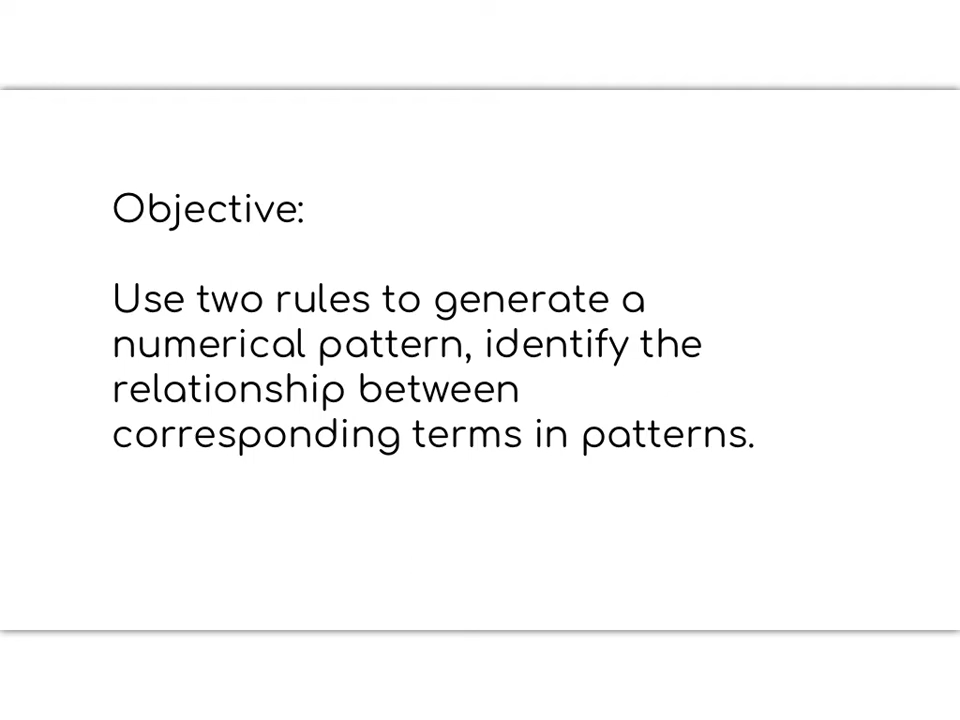 Objective:
Use two rules to generate a
numerical pattern, identify the
relationship between
corresponding terms in patterns.